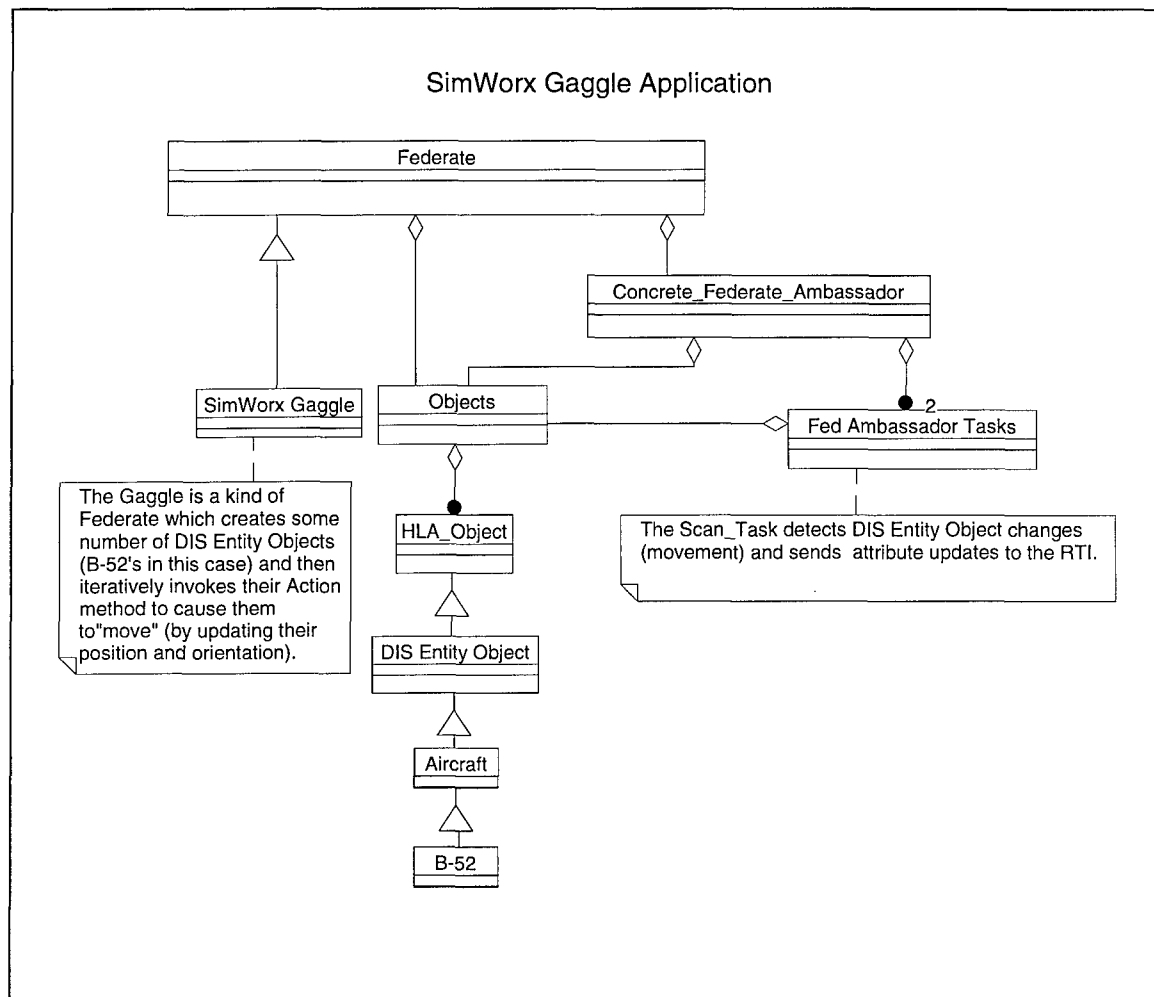 SimWorx Gaggle Application
Federate
Concrete_Federate_Ambassador
SimWorx Gaggle
Objects
2
Fed Ambassador Tasks
The Gaggle is a kind of
Federate which creates some
number of DIS Entity Objects
(B-52's in this case) and then
iteratively invokes their Action
method to cause them
to"move" (by updating their
position and orientation).
HLA_Object
The Scan_Task detects DIS Entity Object changes
(movement) and sends attribute updates to the RTI.
DIS Entity Object
Aircraft
B-52